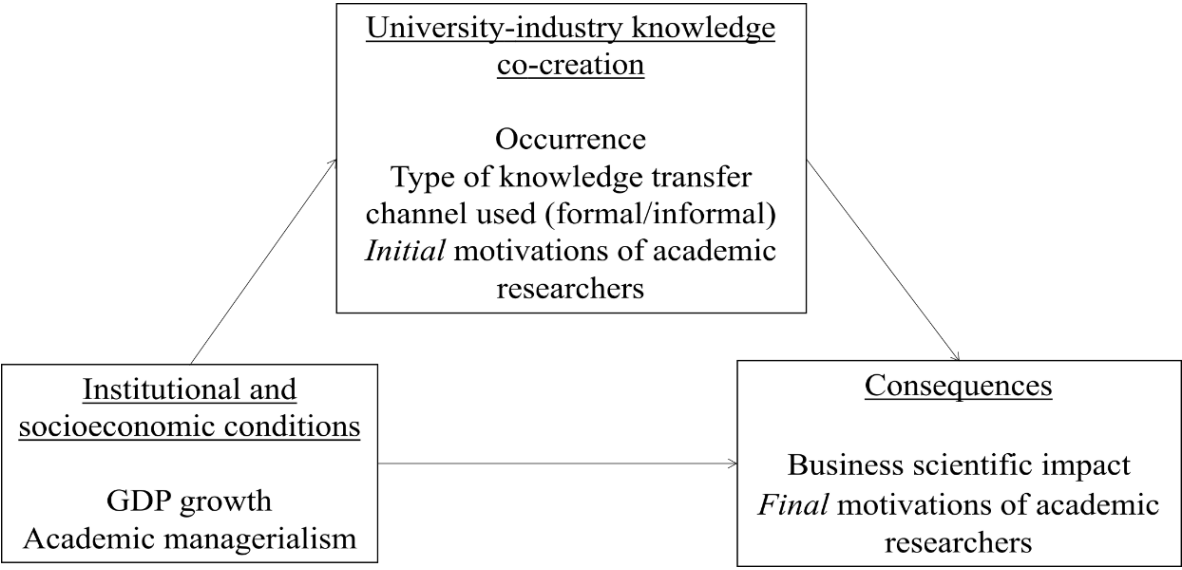 University-industry knowledge
co-creation
Occurrence
Type of knowledge transfer
channel used (formal/informal)
Initial motivations of academic
researchers
Institutional and
socioeconomic conditions
GDP growth
Academic managerialism
Consequences
Business scientific impact
Final motivations of academic
researchers